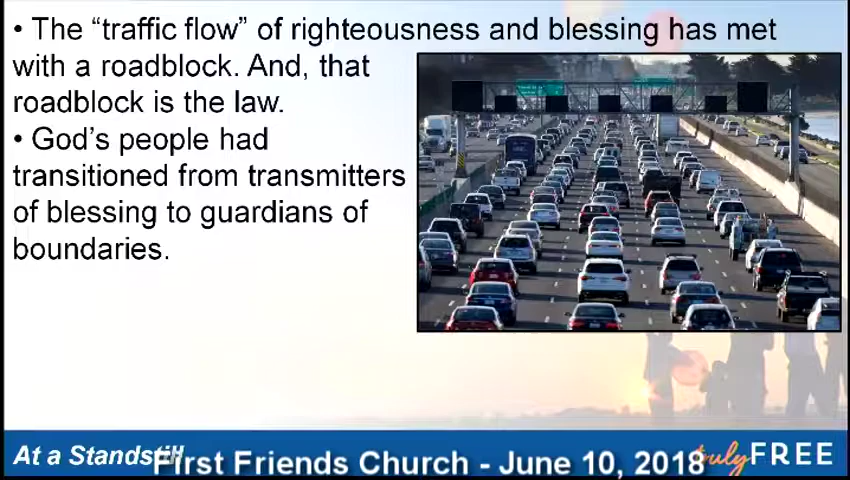 • The “traffic flow” of righteousness and blessing has met
with a roadblock. And, that
roadblock is the law.
• God’s people had
transitioned from transmitters
of blessing to guardians of
boundaries.
At a Standstill
First Friends Church - June 10, 2018
truly FREE